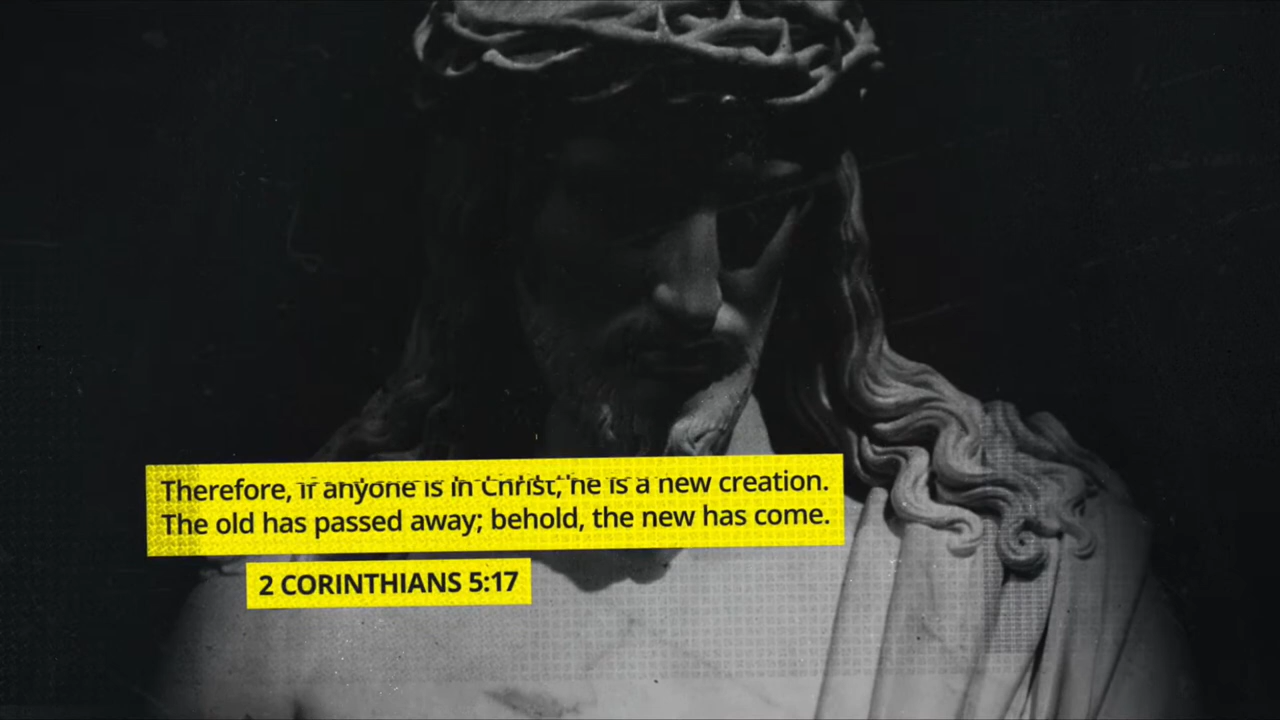 Therefore, if anyone is in Christ, he is a new creation.
The old has passed away; behold, the new has come.
2 CORINTHIANS 5:17